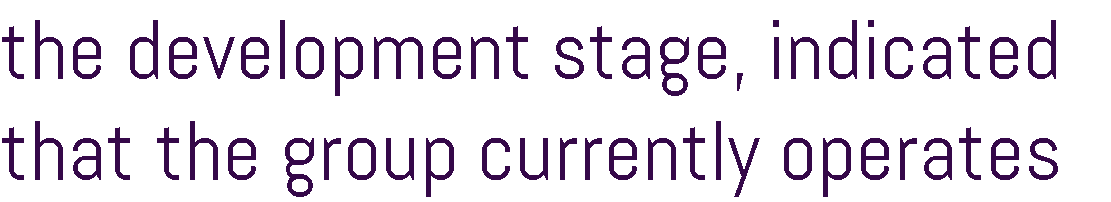 the development stage, indicated
that the group currently operates